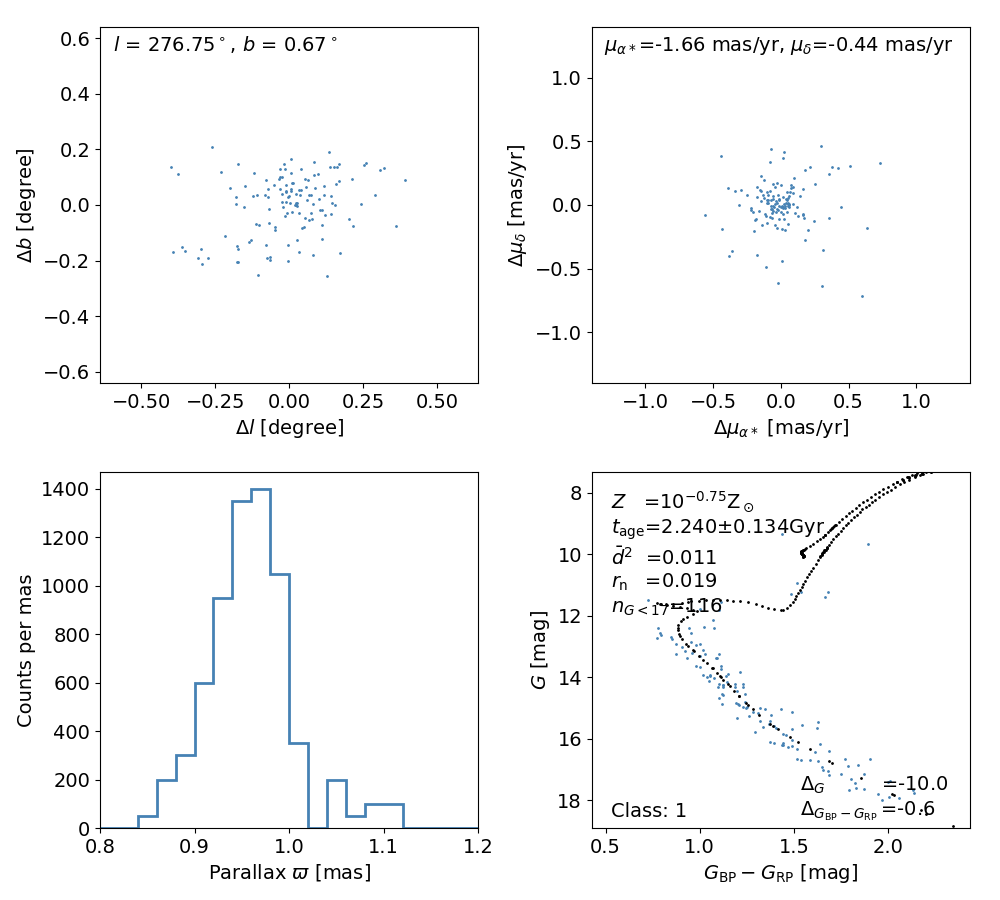 l = 276.75°, b = 0.67°
0.6
0.4
0.2
0.0
−0.2
−0.4
−0.6
Δb [degree]
−0.50 −0.25 0.00 0.25 0.50
Δl [degree]
μα*=-1.66 mas/yr, μδ=-0.44 mas/yr
1.0
0.5
0.0
−0.5
−1.0
Δμδ [mas/yr]
−1.0 −0.5 0.0 0.5 1.0
Δμα* [mas/yr]
1400
1200
1000
800
600
400
200
0
Counts per mas
0.8 0.9 1.0 1.1 1.2
Parallax ϖ [mas]
8
10
12
14
16
18
G [mag]
Z =10^−0.75 Z⊙
tage=2.240±0.134Gyr
d̄² =0.011
rn =0.019
nG<17=116
ΔG =-10.0
Class: 1
ΔGBP−GRP =-0.6
0.5 1.0 1.5 2.0
GBP − GRP [mag]